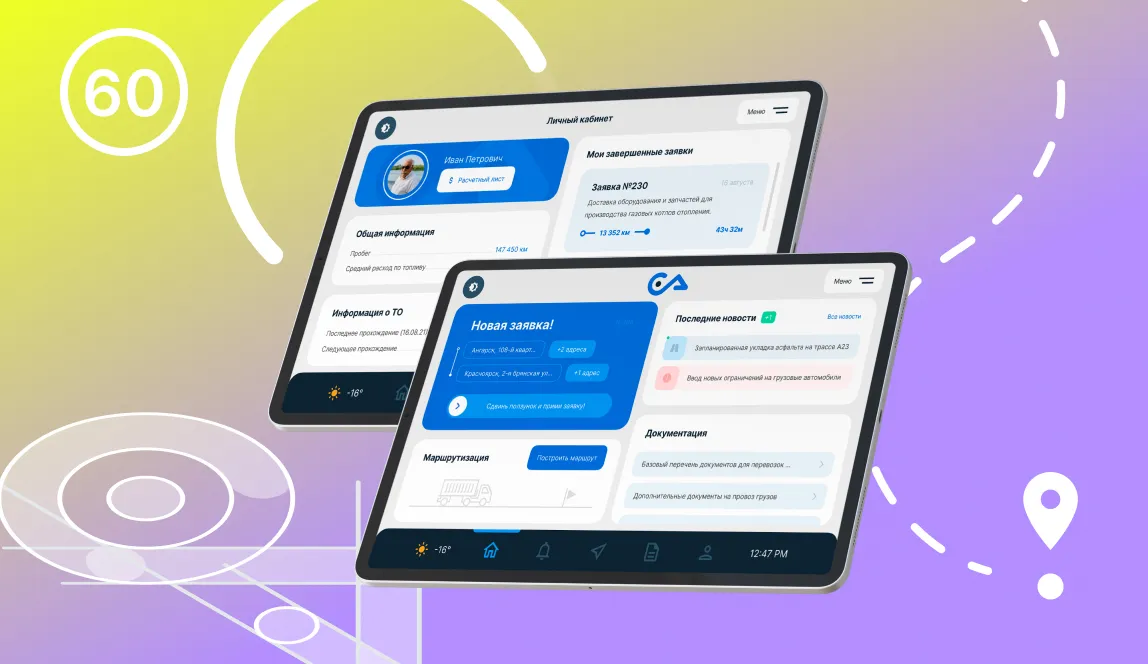 60
Личный кабинет
Меню
Иван Петрович
$ Расчетный лист
Общая информация
Пробег
147 450 км
Средний расход по топливу
Информация о ТО
Последнее прохождение (16.08.21)
Следующее прохождение
-16°
Мои завершенные заявки
Заявка №230
16 августа
Доставка оборудования и запчастей для
производства газовых котлов отопления.
13 352 км
43ч 32м
Меню
Новая заявка!
Ангарск, 108-й кварт...
+2 адреса
Красноярск, 2-я брянская ул...
+1 адрес
Сдвинь ползунок и прими заявку!
Маршрутизация
Построить маршрут
Последние новости
+1
Все новости
Запланированная укладка асфальта на трассе А23
Ввод новых ограничений на грузовые автомобили
Документация
Базовый перечень документов для перевозок ...
Дополнительные документы на провоз грузов
-16°
12:47 PM